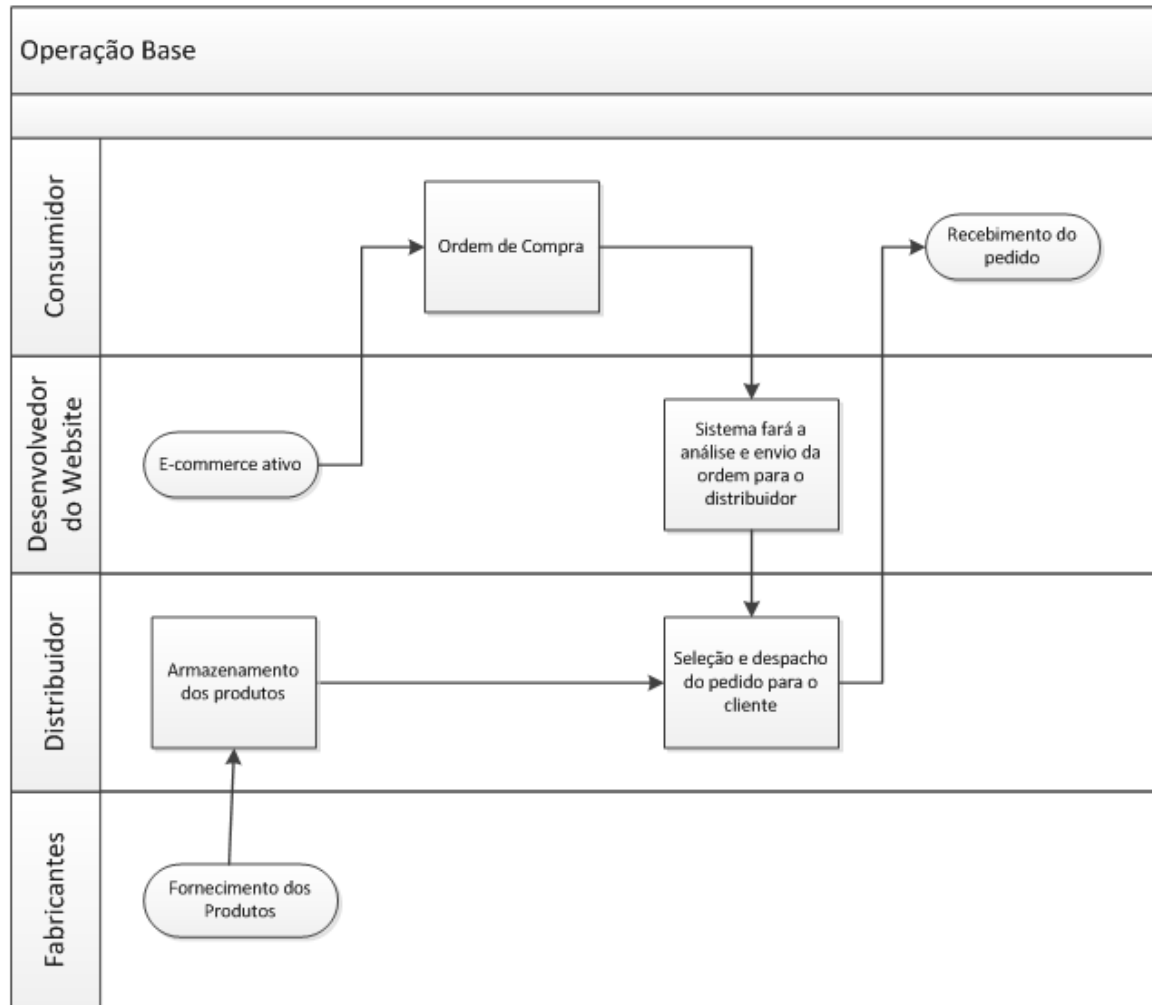 Operação Base
Consumidor
Ordem de Compra
Recebimento do
pedido
Desenvolvedor
do Website
E-commerce ativo
Sistema fará a
análise e envio da
ordem para o
distribuidor
Distribuidor
Armazenamento
dos produtos
Seleção e despacho
do pedido para o
cliente
Fabricantes
Fornecimento dos
Produtos